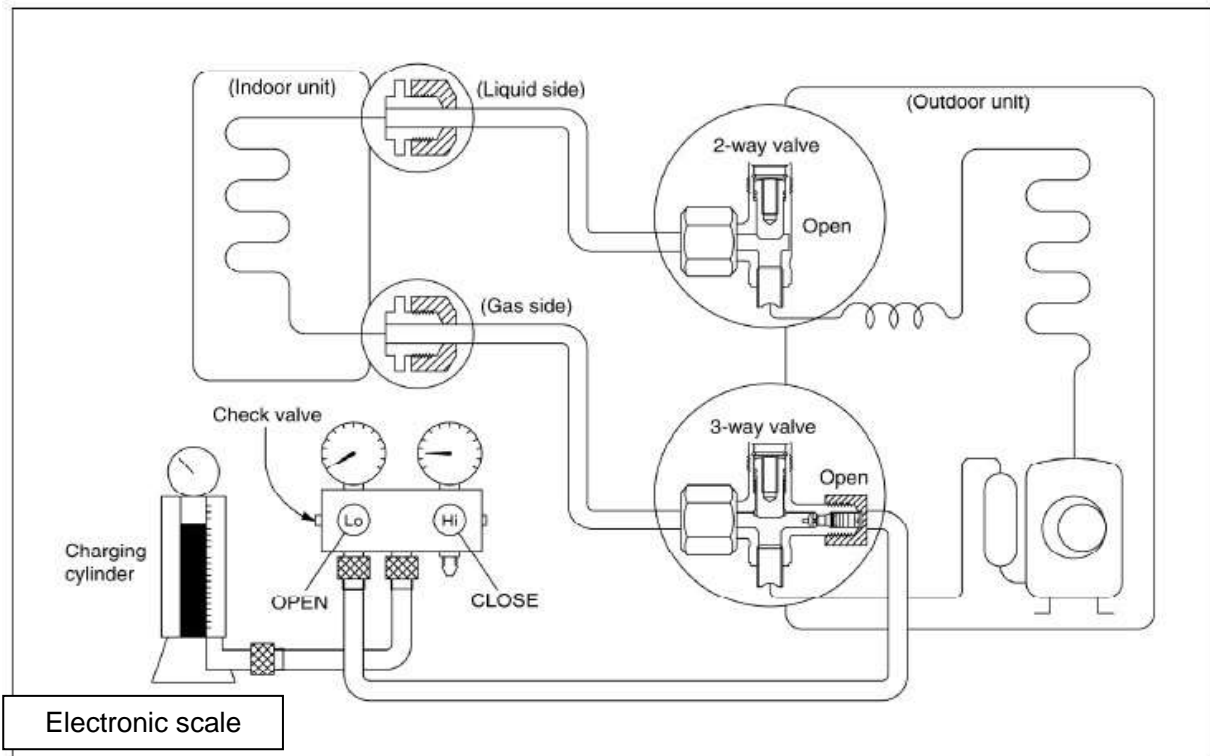 (Indoor unit)
(Liquid side)
(Outdoor unit)
2-way valve
Open
(Gas side)
Check valve
3-way valve
Open
Lo
Hi
Charging
cylinder
OPEN
CLOSE
Electronic scale